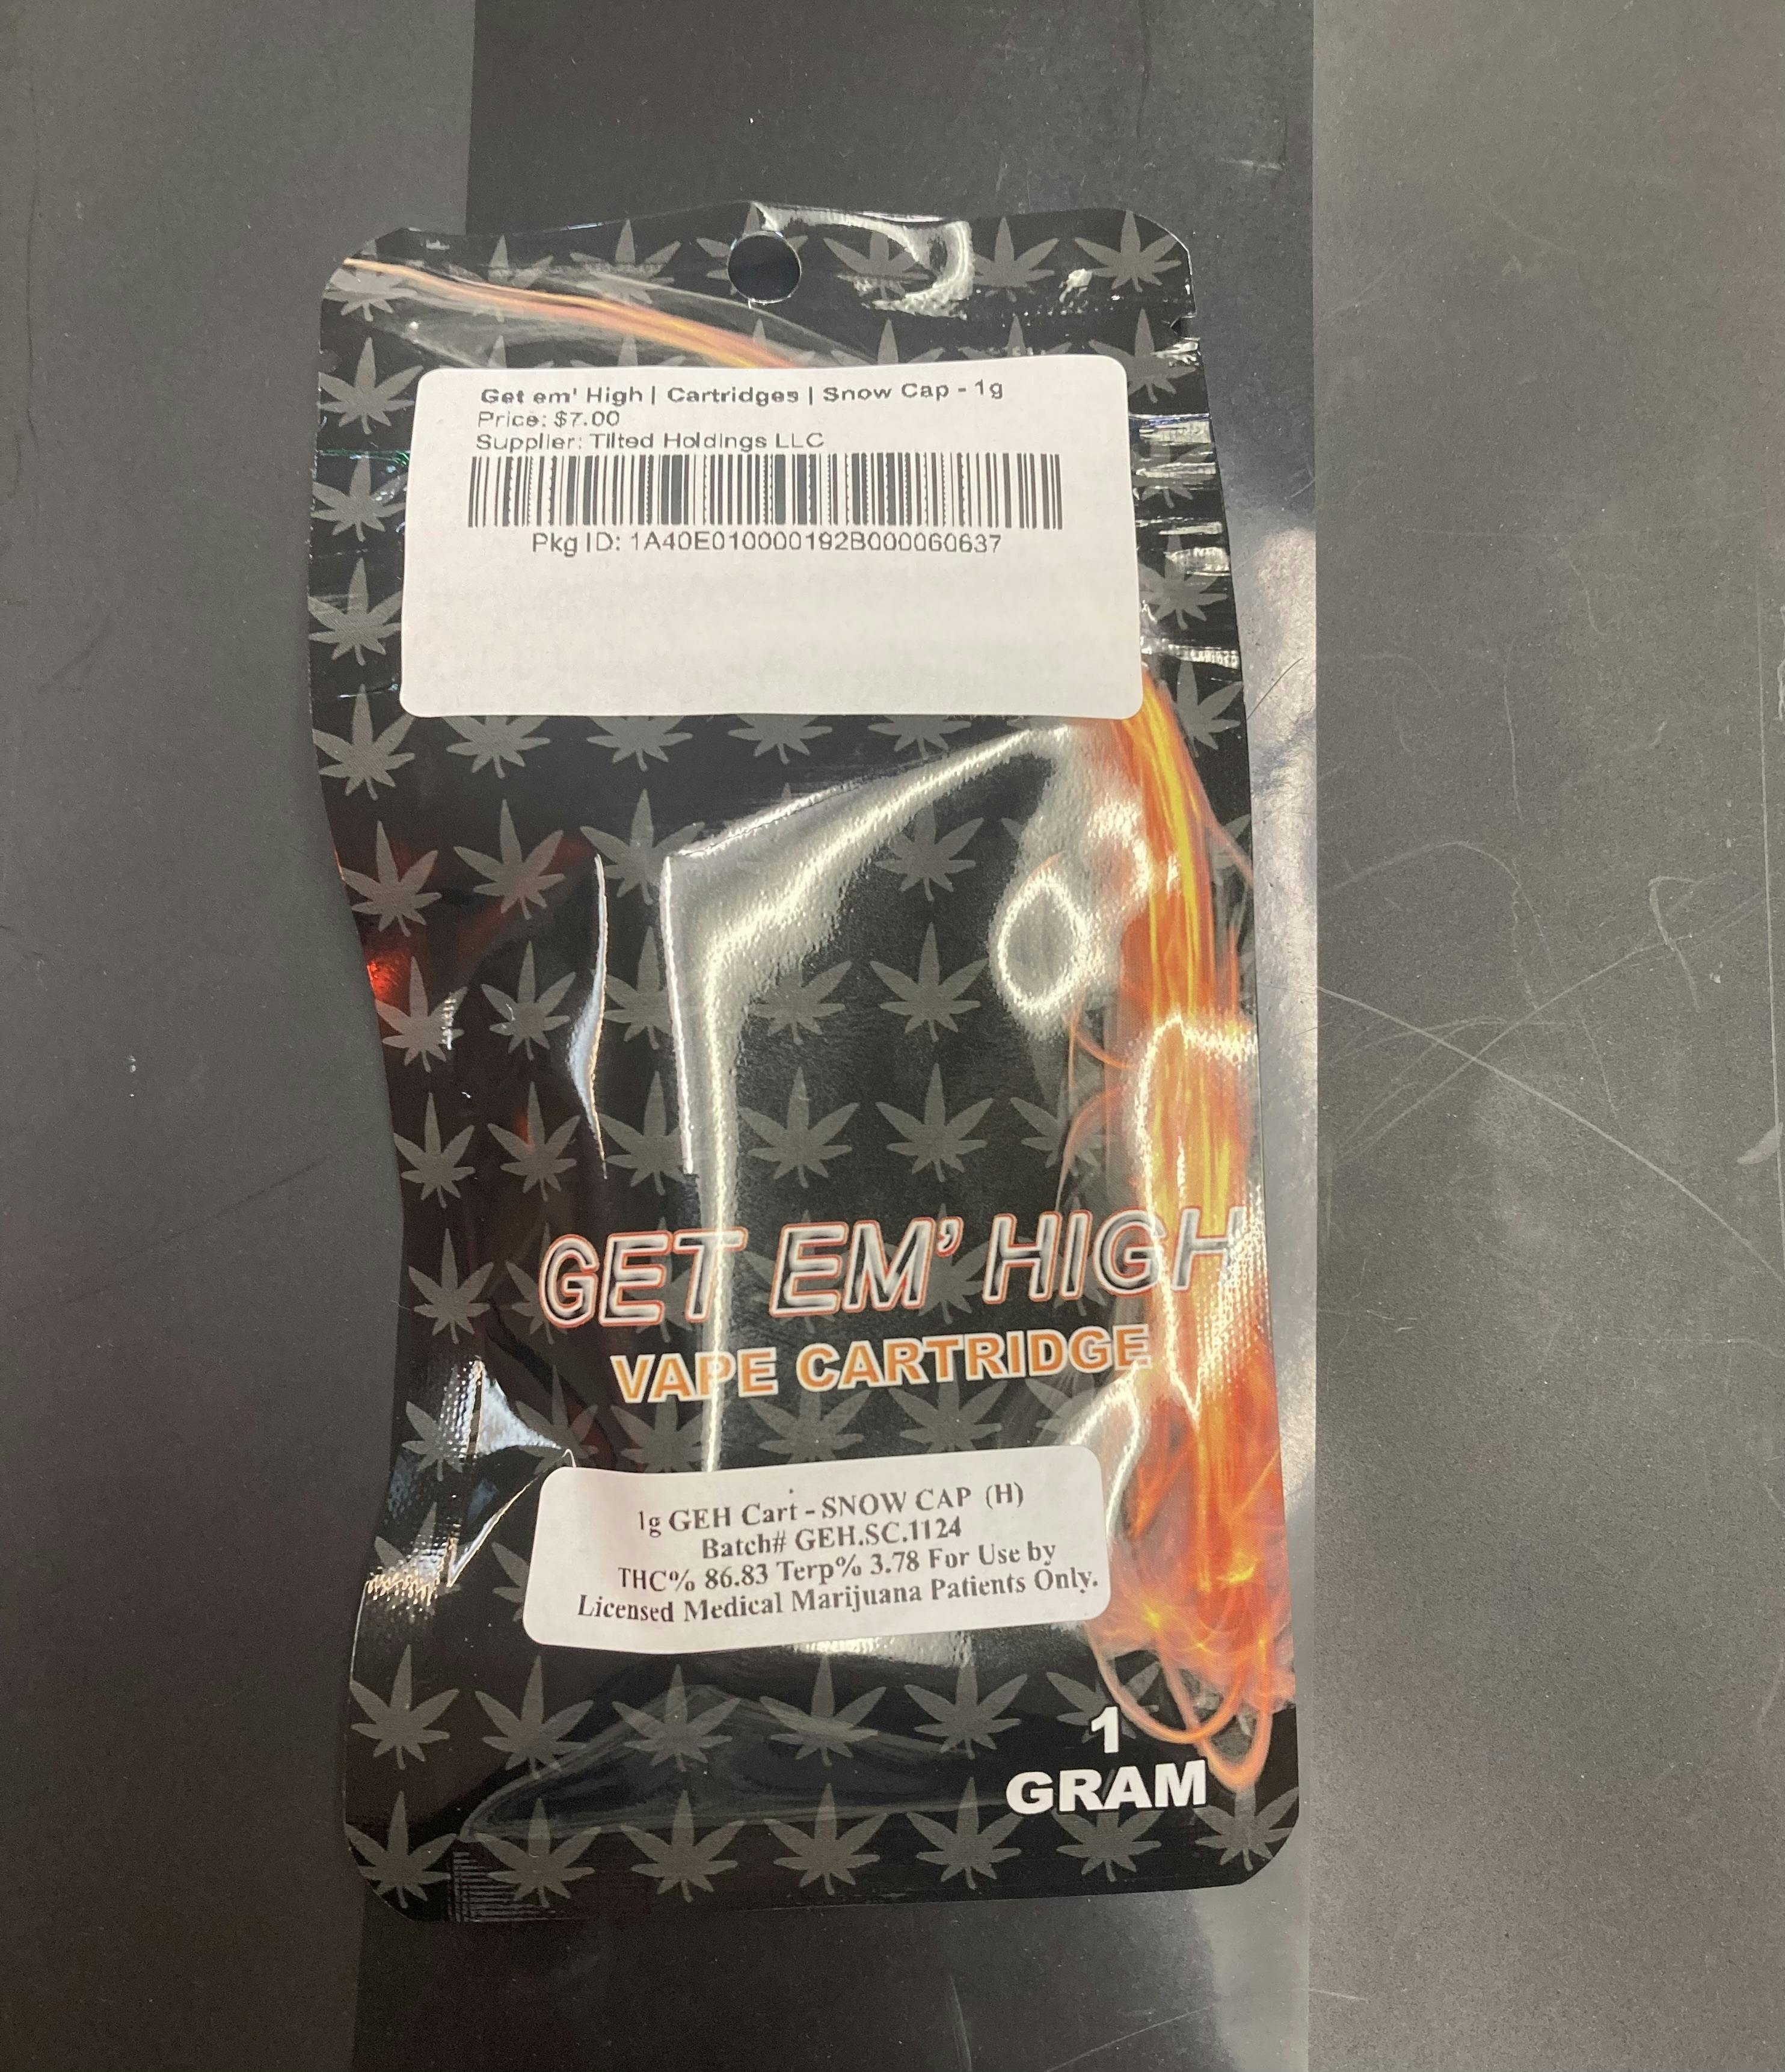 Get em' High | Cartridges | Snow Cap - 1g
Price: $7.00
Supplier: Tilted Holdings LLC
Pkg ID: 1A40E010000192B000060637
GET EM' HIGH
VAPE CARTRIDGE
1g GEH Cart - SNOW CAP (H)
Batch# GEH.SC.1124
THC% 86.83 Terp% 3.78 For Use by
Licensed Medical Marijuana Patients Only.
1
GRAM